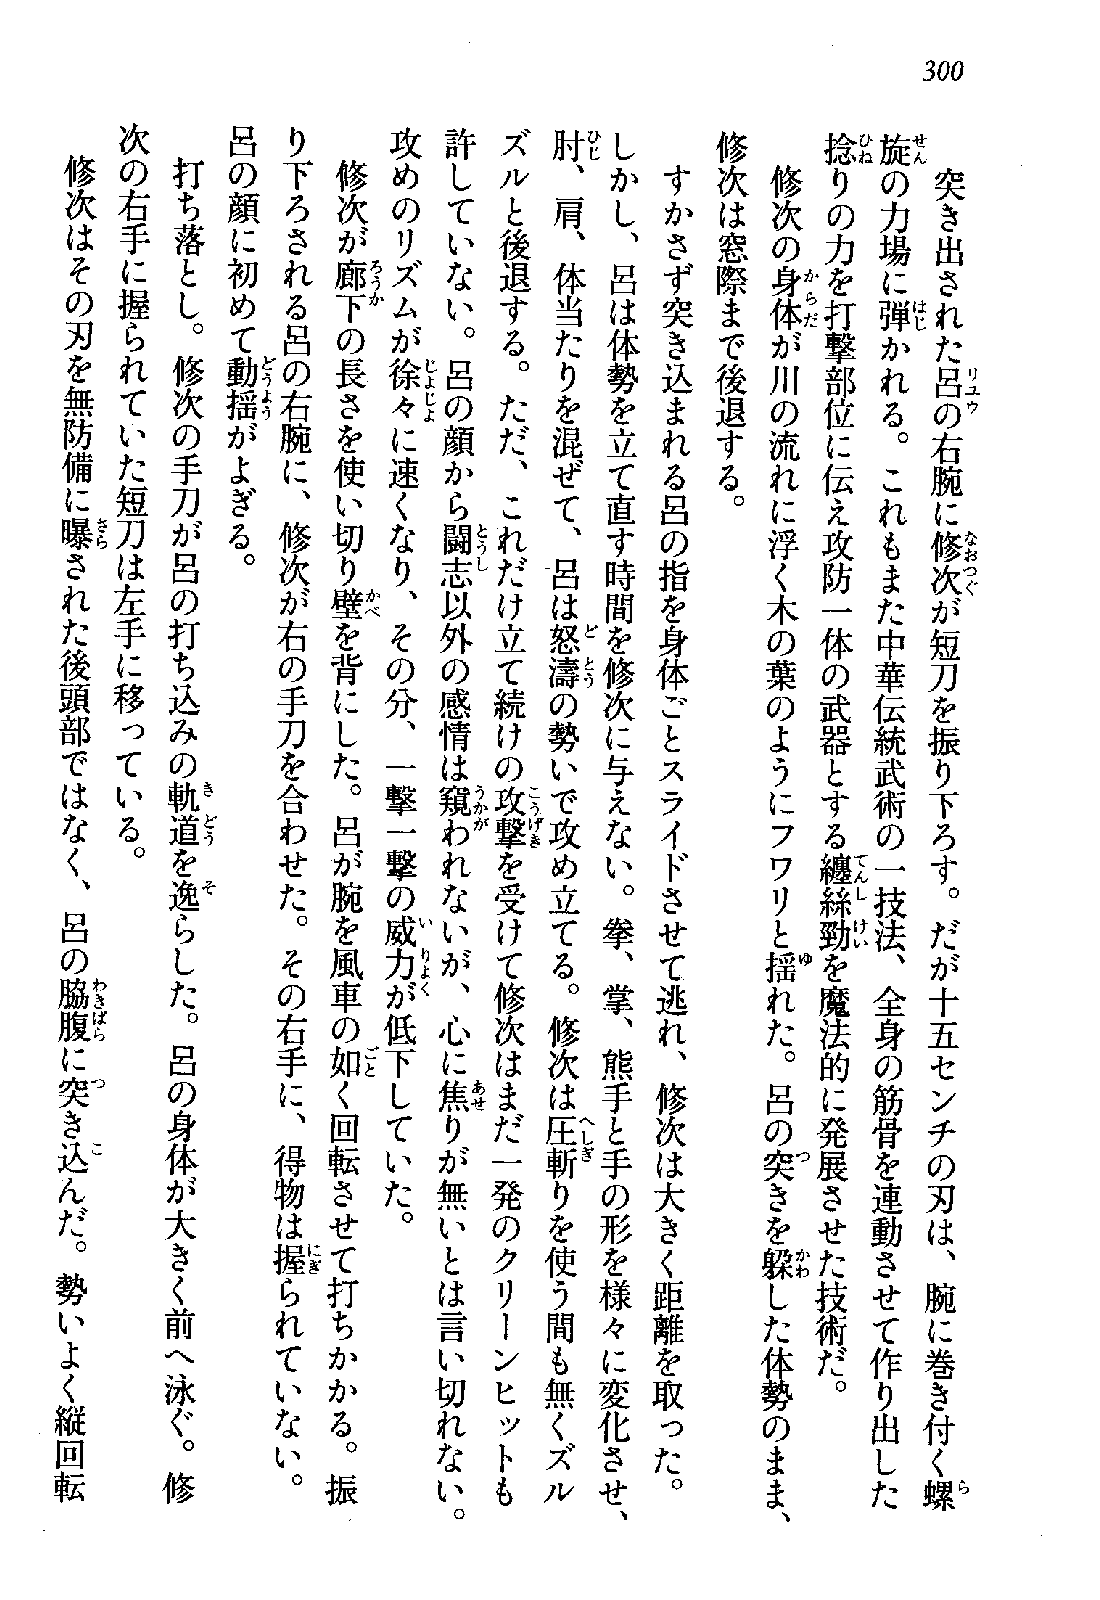 300
突き出された呂の右腕に修次が短刀を振り下ろす。だが十五センチの刃は、腕に巻き付く螺
旋の力場に弾かれる。これもまた中華伝統武術の一技法、全身の筋骨を連動させて作り出した
捻りの力を打撃部位に伝え攻防一体の武器とする纏絲勁を魔法的に発展させた技術だ。
修次の身体が川の流れに浮く木の葉のようにフワリと揺れた。呂の突きを躱した体勢のまま、
修次は窓際まで後退する。
すかさず突き込まれる呂の指を身体ごとスライドさせて逃れ、修次は大きく距離を取った。
しかし、呂は体勢を立て直す時間を修次に与えない。拳、掌、熊手と手の形を様々に変化させ、
肘、肩、体当たりを混ぜて、呂は怒濤の勢いで攻め立てる。修次は圧斬りを使う間も無くズル
ズルと後退する。ただ、これだけ立て続けの攻撃を受けて修次はまだ一発のクリーンヒットも
許していない。呂の顔から闘志以外の感情は窺われないが、心に焦りが無いとは言い切れない。
攻めのリズムが徐々に速くなり、その分、一撃一撃の威力が低下していた。
修次が廊下の長さを使い切り壁を背にした。呂が腕を風車の如く回転させて打ちかかる。振
り下ろされる呂の右腕に、修次が右の手刀を合わせた。その右手に、得物は握られていない。
呂の顔に初めて動揺がよぎる。
打ち落とし。修次の手刀が呂の打ち込みの軌道を逸らした。呂の身体が大きく前へ泳ぐ。修
次の右手に握られていた短刀は左手に移っている。
修次はその刃を無防備に曝された後頭部ではなく、呂の脇腹に突き込んだ。勢いよく縦回転